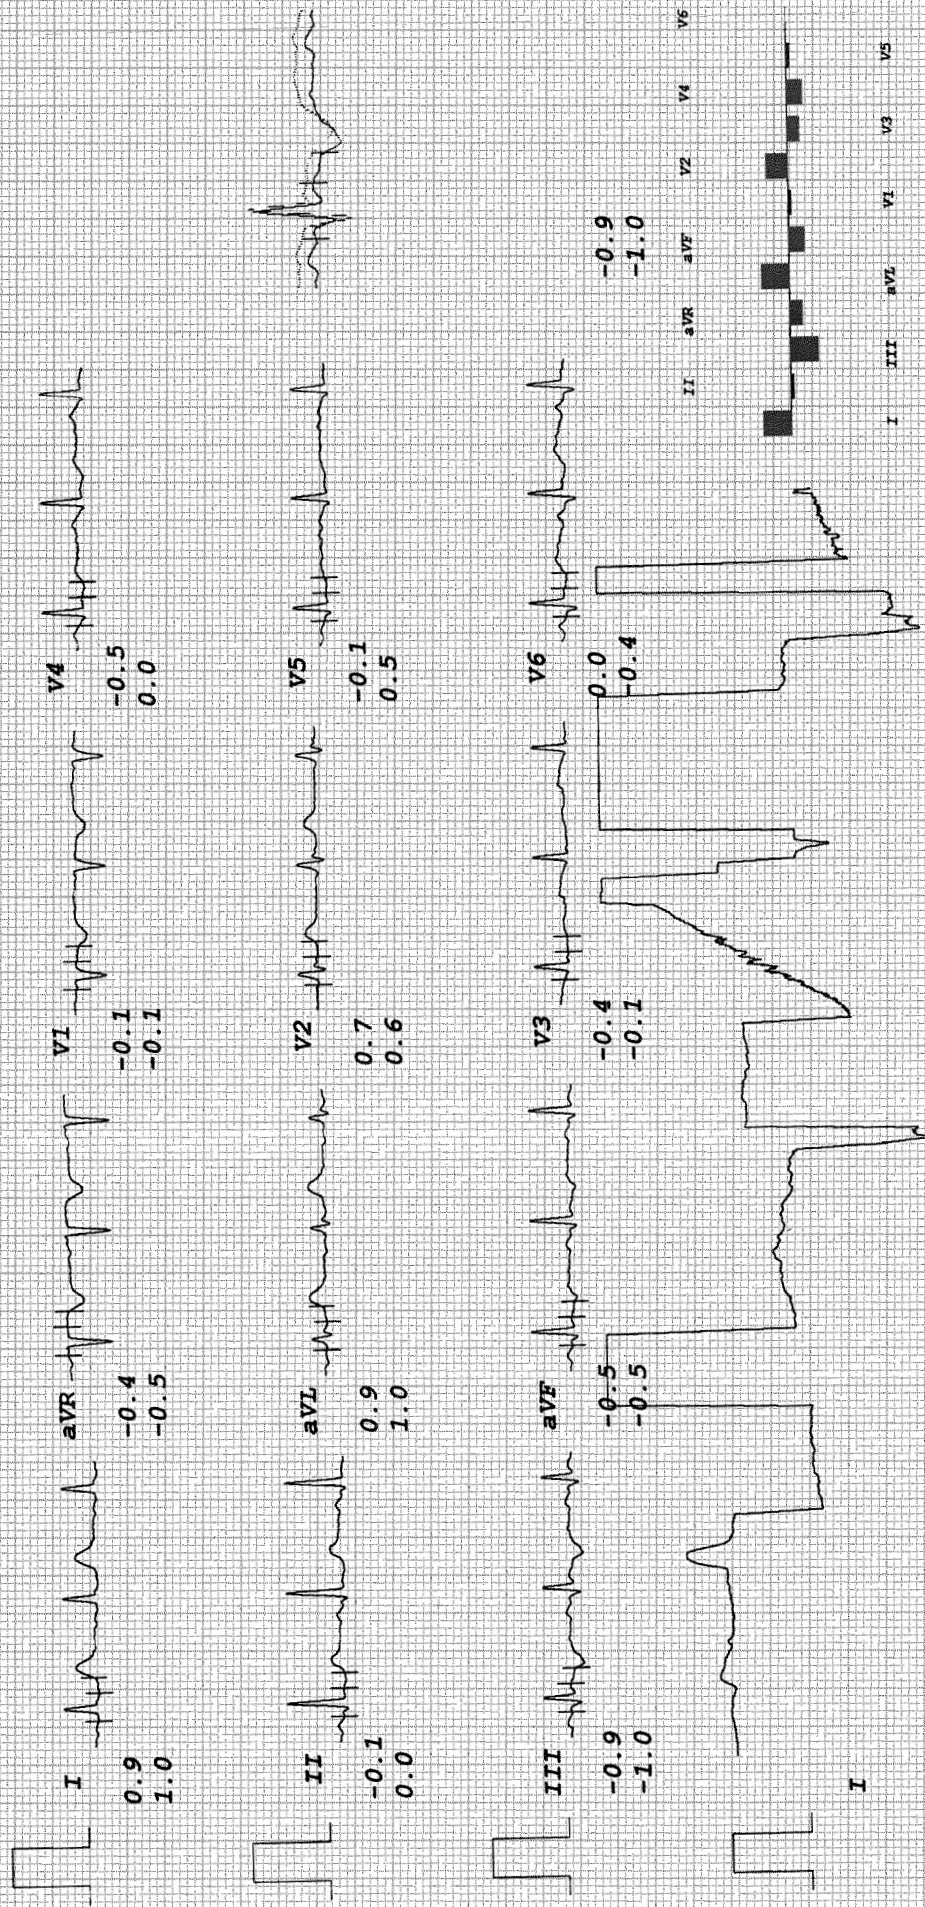 I aVR V1 V4
0.9 -0.4 -0.1 -0.5
1.0 -0.5 -0.1 0.0
II aVL V2 V5
-0.1 0.9 0.7 -0.1
0.0 1.0 0.6 0.5
III aVF V3 V6
-0.9 -0.5 -0.4 0.0 -0.9
-1.0 -0.5 -0.1 -0.4 -1.0
II aVR aVF V2 V4 V6
I
I III aVL V1 V3 V5